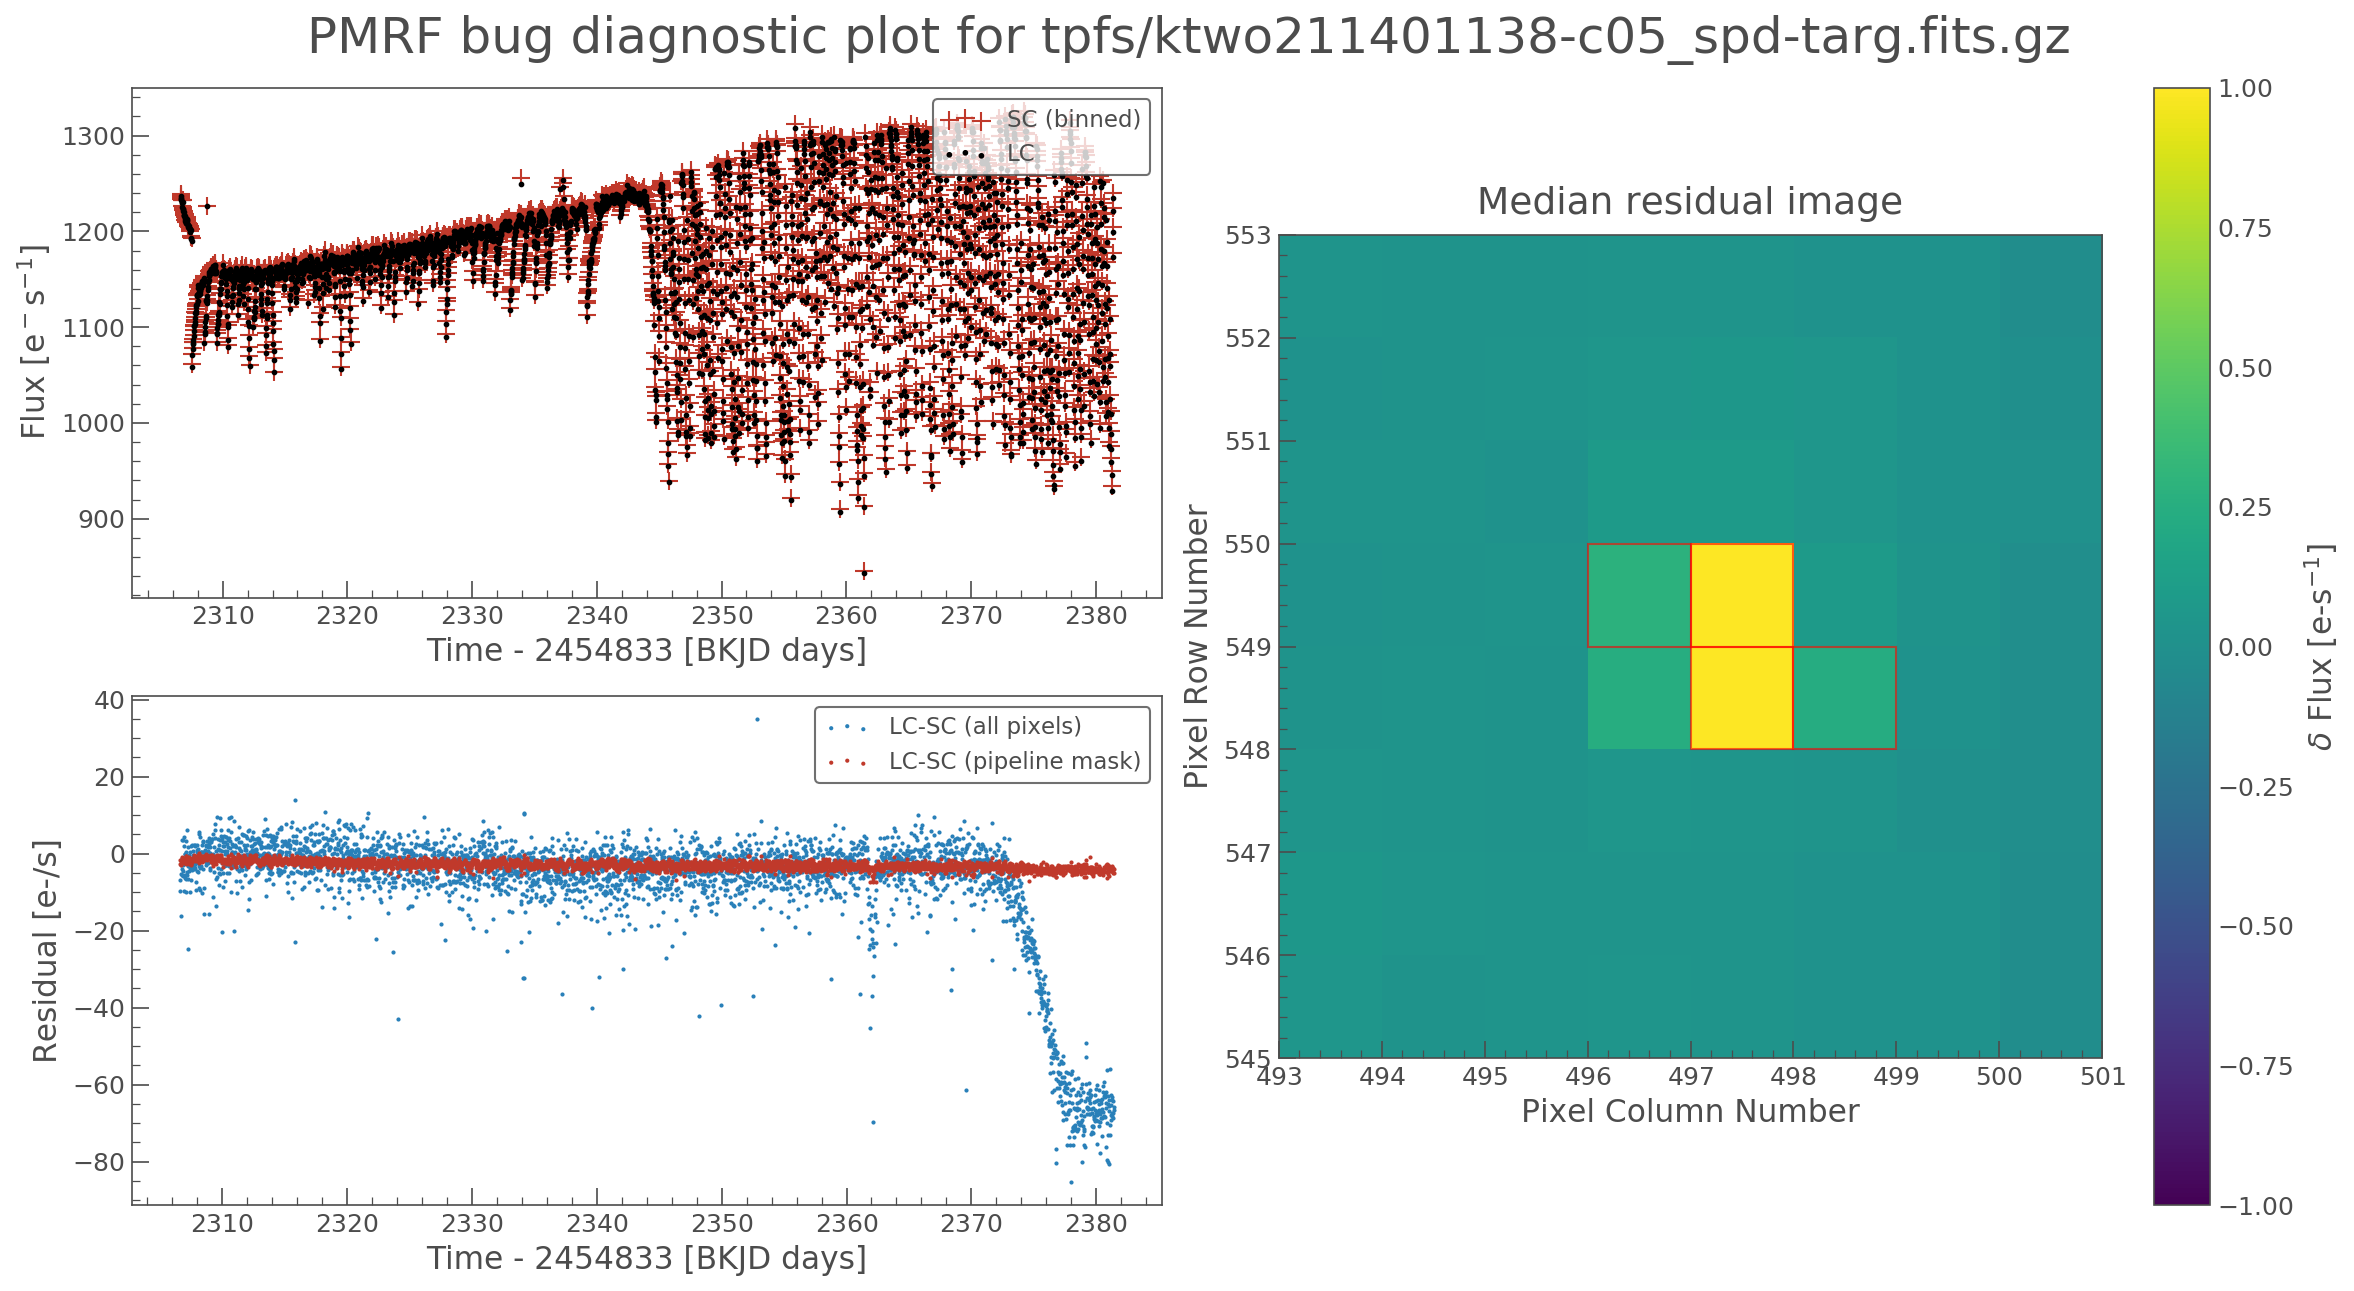 PMRF bug diagnostic plot for tpfs/ktwo211401138-c05_spd-targ.fits.gz
SC (binned)
LC
1300
1200
1100
1000
900
Flux [e⁻ s⁻¹]
2310 2320 2330 2340 2350 2360 2370 2380
Time - 2454833 [BKJD days]
LC-SC (all pixels)
LC-SC (pipeline mask)
40
20
0
−20
−40
−60
−80
Residual [e-/s]
2310 2320 2330 2340 2350 2360 2370 2380
Time - 2454833 [BKJD days]
Median residual image
553
552
551
550
549
548
547
546
545
Pixel Row Number
493 494 495 496 497 498 499 500 501
Pixel Column Number
1.00
0.75
0.50
0.25
0.00
−0.25
−0.50
−0.75
−1.00
δ Flux [e-s⁻¹]